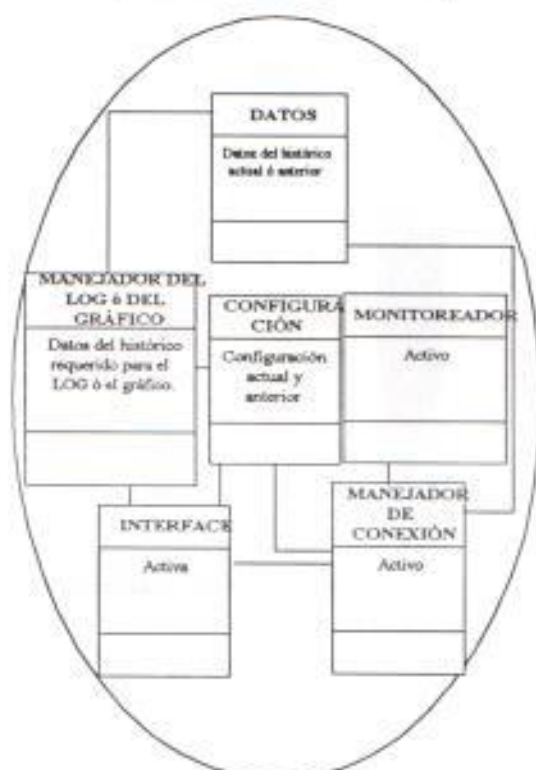 DATOS
Datos del histórico
actual ó anterior
MANEJADOR DEL
LOG ó DEL
GRÁFICO
Datos del histórico
requerido para el
LOG ó el gráfico.
CONFIGURA
CIÓN
Configuración
actual y
anterior
MONITOREADOR
Activo
INTERFACE
Activa
MANEJADOR
DE
CONEXIÓN
Activo